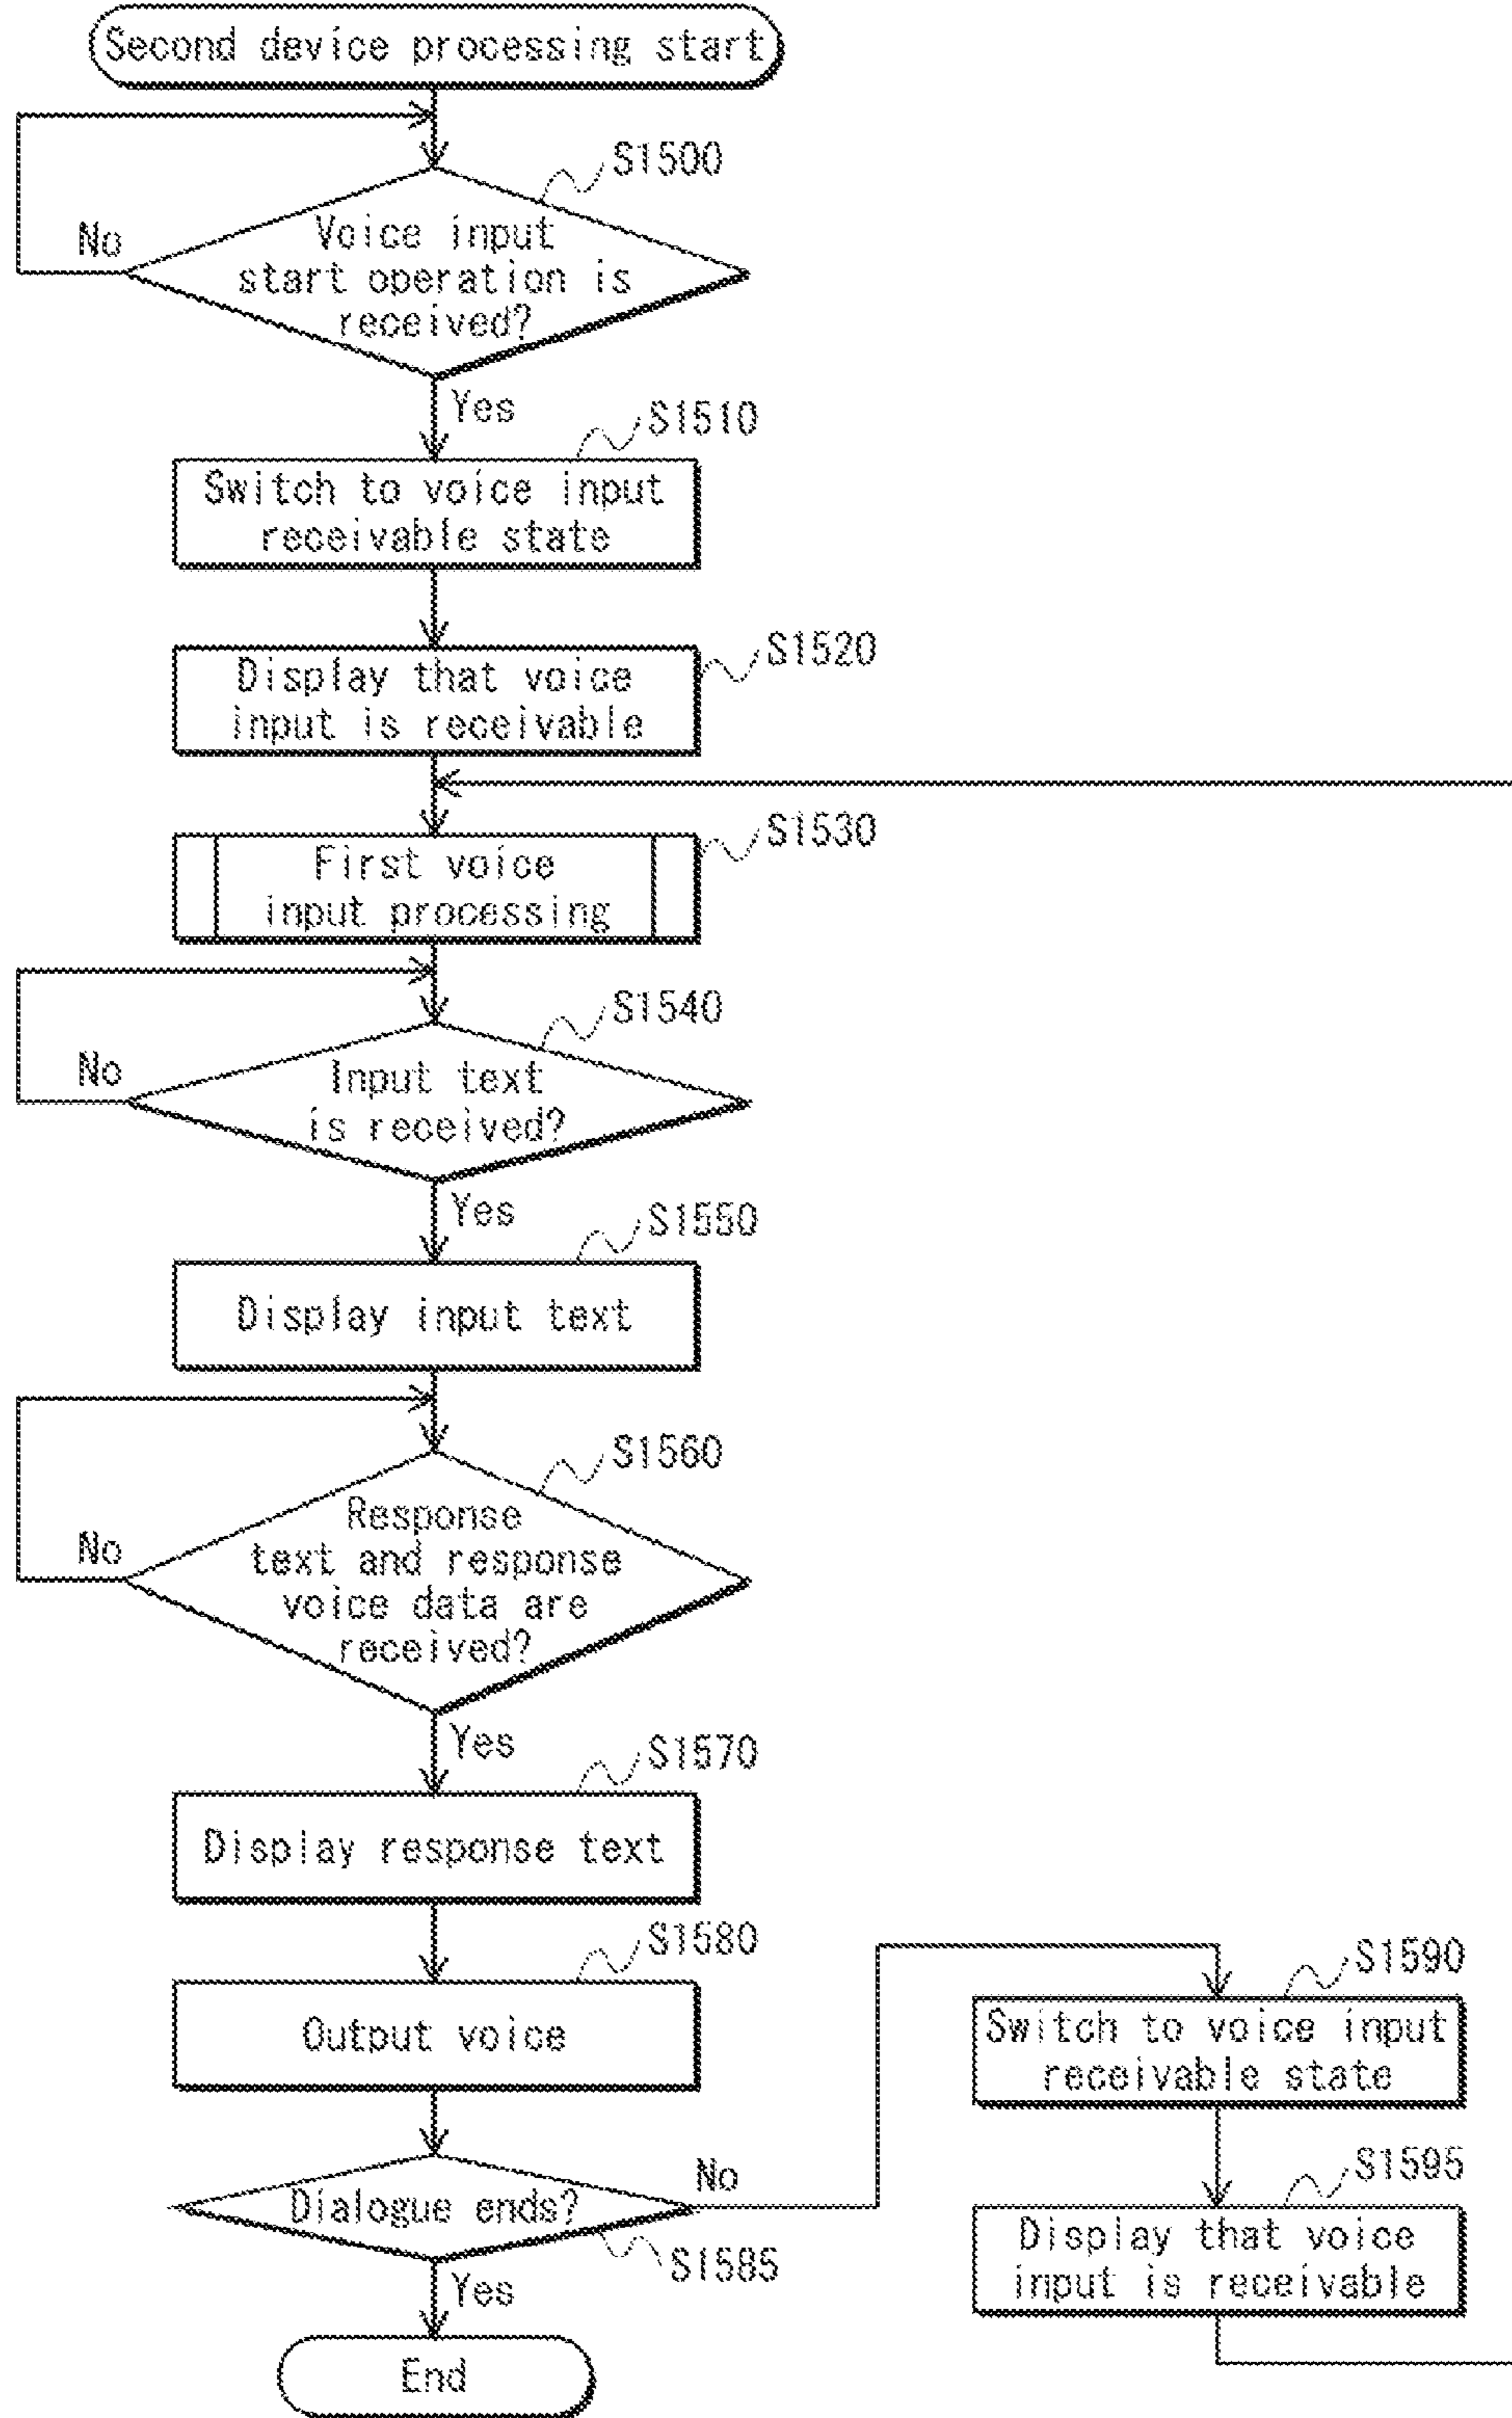 Second device processing start
S1500
No
Voice input
start operation is
received?
Yes
S1510
Switch to voice input
receivable state
S1520
Display that voice
input is receivable
S1530
First voice
input processing
S1540
No
Input text
is received?
Yes
S1550
Display input text
S1560
No
Response
text and response
voice data are
received?
Yes
S1570
Display response text
S1580
Output voice
Dialogue ends?
No
S1585
Yes
End
S1590
Switch to voice input
receivable state
S1595
Display that voice
input is receivable